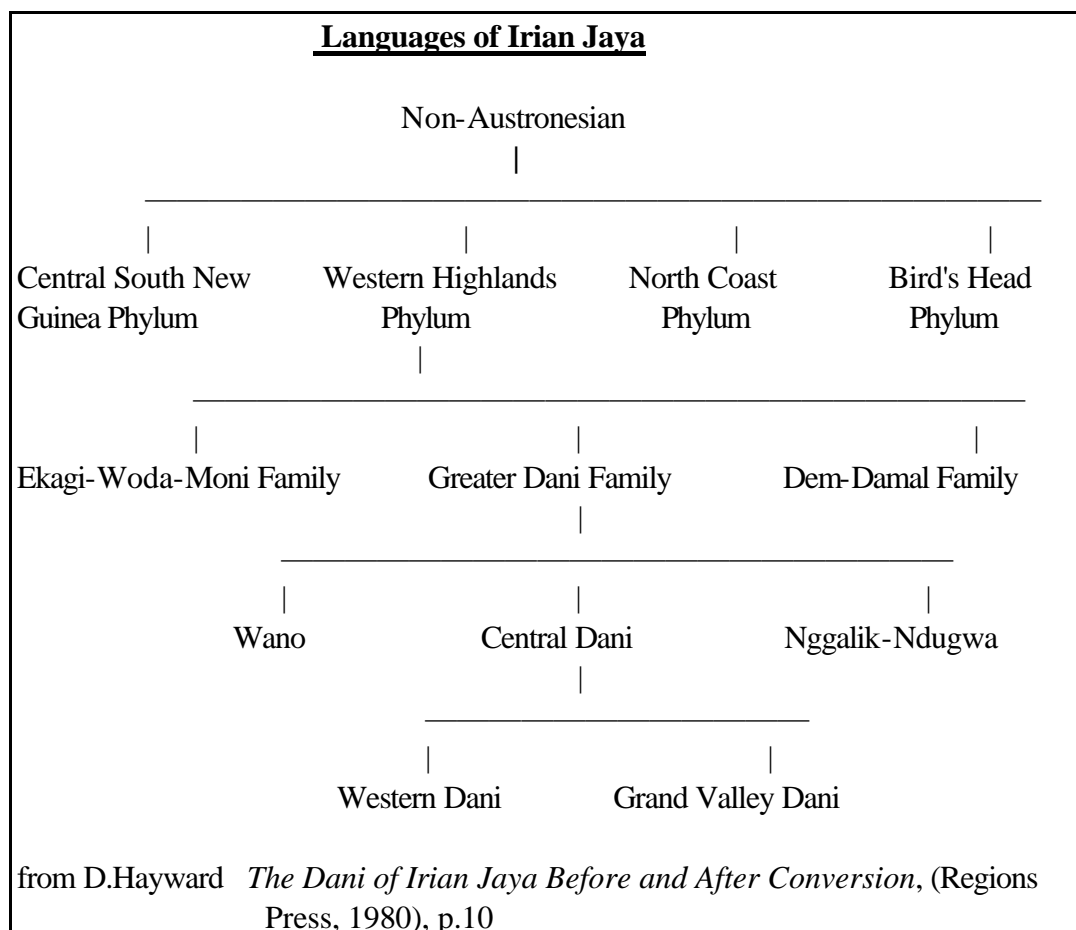 Languages of Irian Jaya
Non-Austronesian
Central South New Guinea Phylum
Western Highlands Phylum
North Coast Phylum
Bird's Head Phylum
Ekagi-Woda-Moni Family Greater Dani Family Dem-Damal Family
Wano Central Dani Nggalik-Ndugwa
Western Dani Grand Valley Dani
from D.Hayward The Dani of Irian Jaya Before and After Conversion, (Regions
Press, 1980), p.10